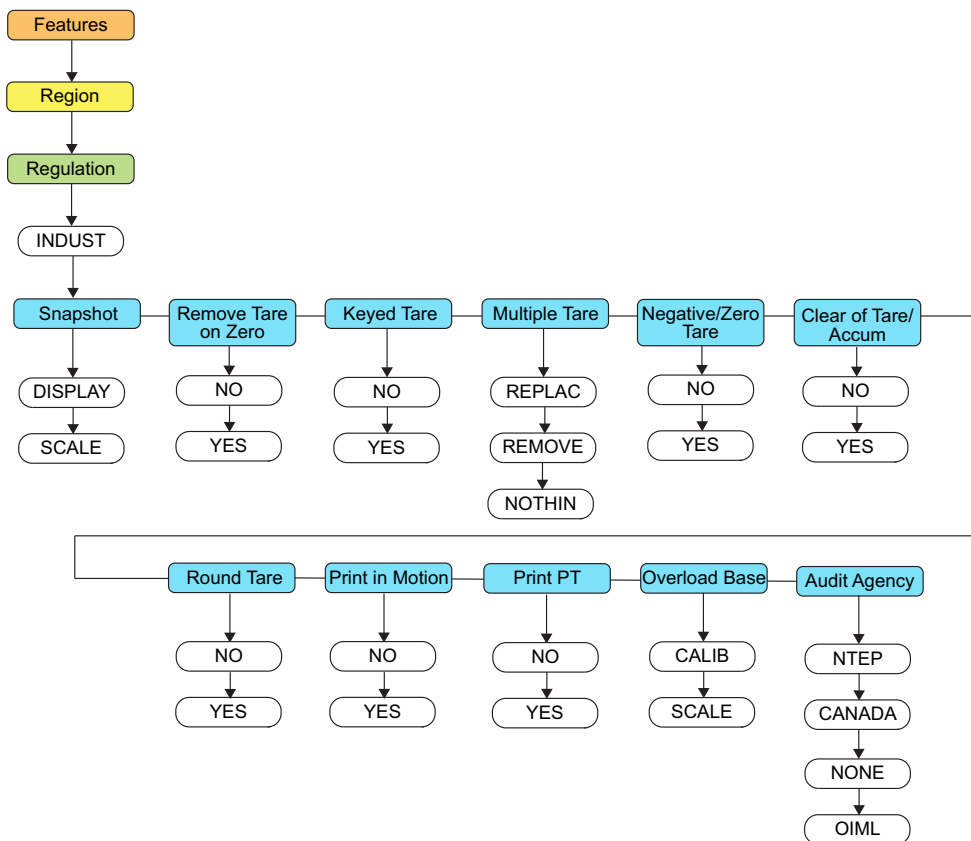 Features
Region
Regulation
INDUST
Snapshot
Remove Tare
on Zero
Keyed Tare
Multiple Tare
Negative/Zero
Tare
Clear of Tare/
Accum
DISPLAY
NO
NO
REPLAC
NO
NO
SCALE
YES
YES
REMOVE
YES
YES
NOTHIN
Round Tare
Print in Motion
Print PT
Overload Base
Audit Agency
NO
NO
NO
CALIB
NTEP
YES
YES
YES
SCALE
CANADA
NONE
OIML